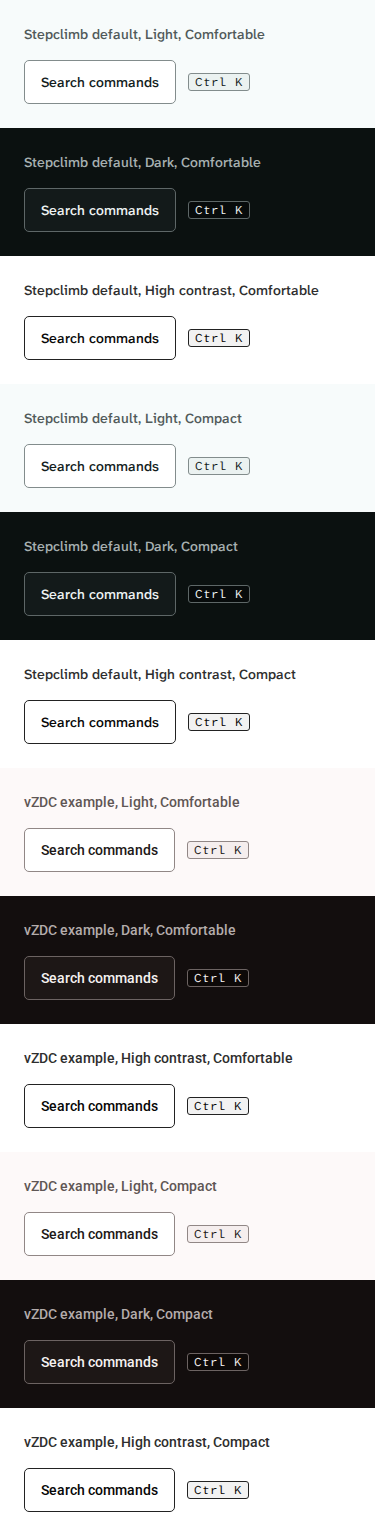 Stepclimb default, Light, Comfortable
Search commands Ctrl K
Stepclimb default, Dark, Comfortable
Search commands Ctrl K
Stepclimb default, High contrast, Comfortable
Search commands Ctrl K
Stepclimb default, Light, Compact
Search commands Ctrl K
Stepclimb default, Dark, Compact
Search commands Ctrl K
Stepclimb default, High contrast, Compact
Search commands Ctrl K
vZDC example, Light, Comfortable
Search commands Ctrl K
vZDC example, Dark, Comfortable
Search commands Ctrl K
vZDC example, High contrast, Comfortable
Search commands Ctrl K
vZDC example, Light, Compact
Search commands Ctrl K
vZDC example, Dark, Compact
Search commands Ctrl K
vZDC example, High contrast, Compact
Search commands Ctrl K